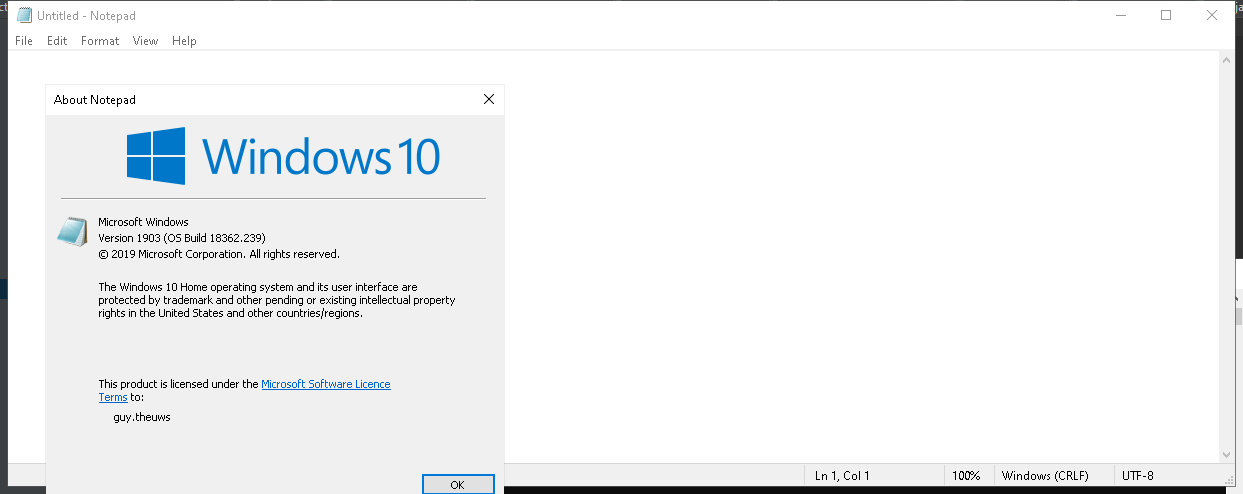 Untitled - Notepad
File Edit Format View Help
About Notepad
Windows 10
Microsoft Windows
Version 1903 (OS Build 18362.239)
© 2019 Microsoft Corporation. All rights reserved.
The Windows 10 Home operating system and its user interface are
protected by trademark and other pending or existing intellectual property
rights in the United States and other countries/regions.
This product is licensed under the Microsoft Software Licence
Terms to:
guy.theuws
OK
Ln 1, Col 1 100% Windows (CRLF) UTF-8